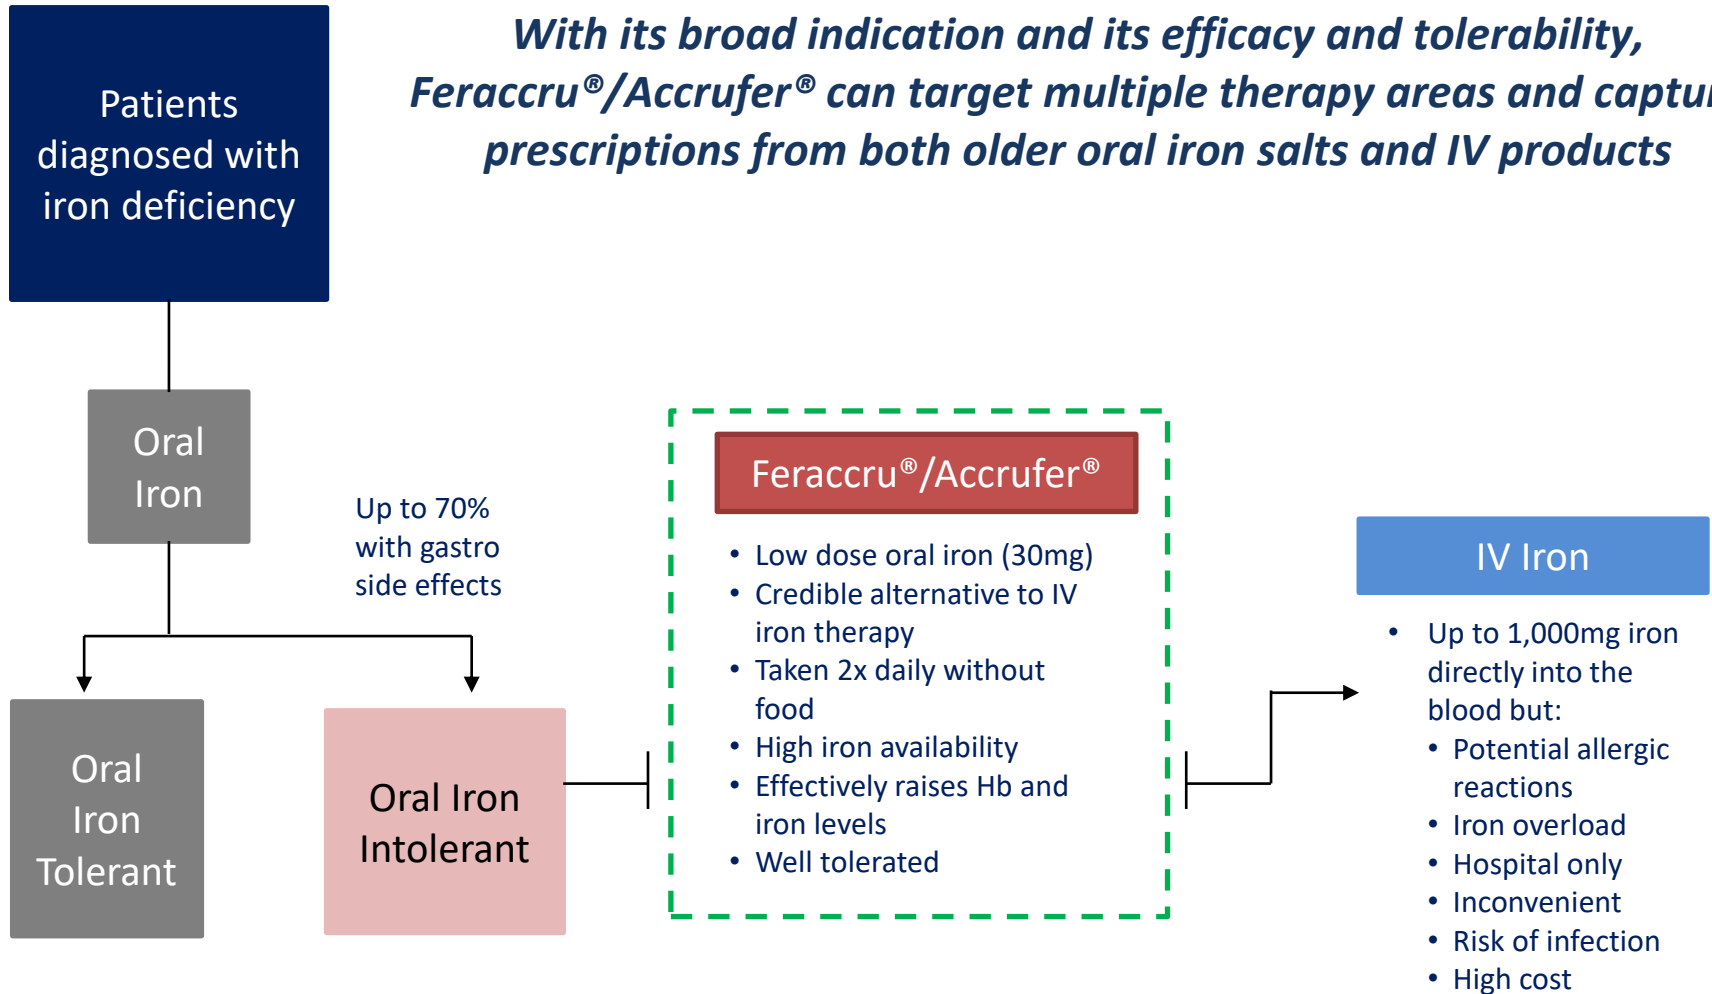 With its broad indication and its efficacy and tolerability,
Feraccru®/Accrufer® can target multiple therapy areas and captur
prescriptions from both older oral iron salts and IV products
Patients
diagnosed with
iron deficiency
Oral
Iron
Up to 70%
with gastro
side effects
Oral
Iron
Tolerant
Oral Iron
Intolerant
Feraccru®/Accrufer®
• Low dose oral iron (30mg)
• Credible alternative to IV
iron therapy
• Taken 2x daily without
food
• High iron availability
• Effectively raises Hb and
iron levels
• Well tolerated
IV Iron
• Up to 1,000mg iron
directly into the
blood but:
• Potential allergic
reactions
• Iron overload
• Hospital only
• Inconvenient
• Risk of infection
• High cost